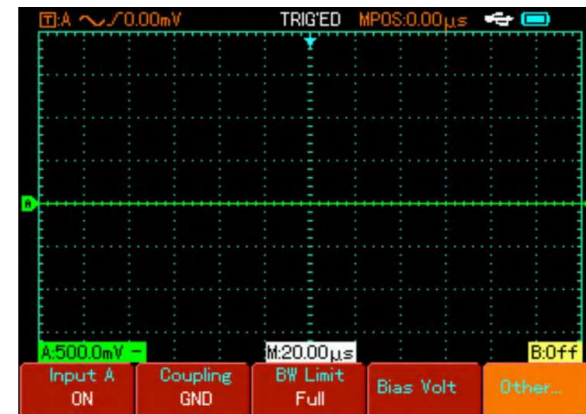 T:A 0.00mV TRIG'ED MPOS:0.00μs
A
A:500.0mV M:20.00μs B:Off
Input A Coupling BW Limit Bias Volt Other...
ON GND Full